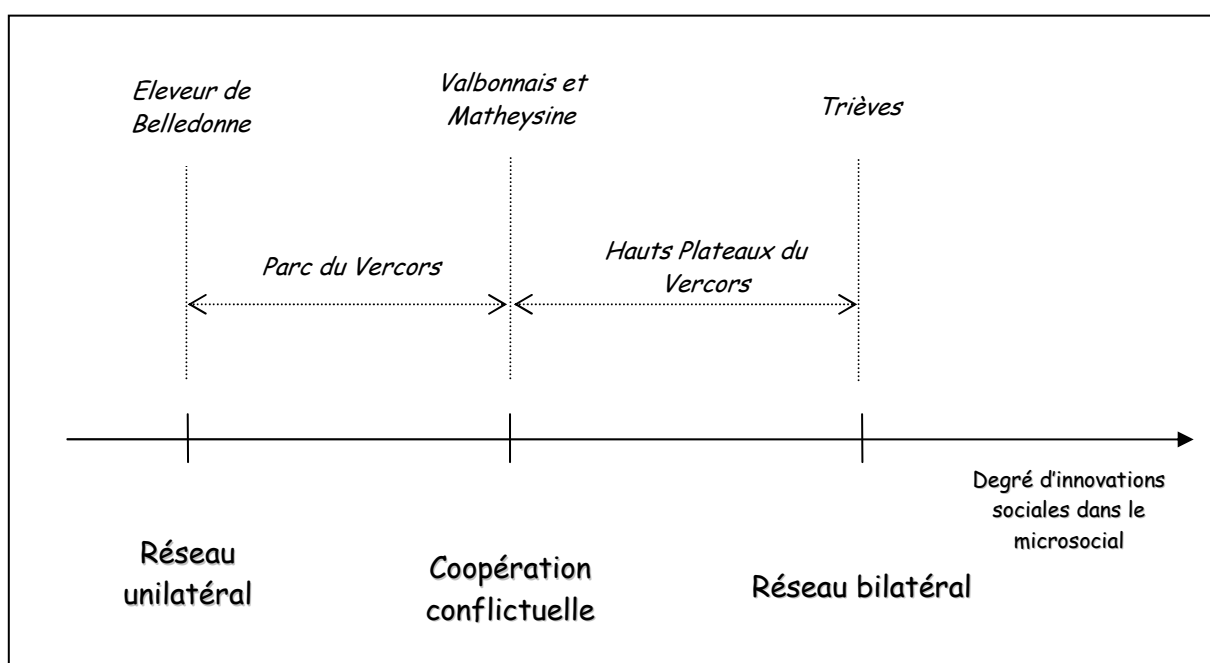 Eleveur de
Belledonne
Valbonnais et
Matheysine
Trièves
Parc du Vercors
Hauts Plateaux du
Vercors
Degré d'innovations
sociales dans le
microsocial
Réseau
unilatéral
Coopération
conflictuelle
Réseau bilatéral